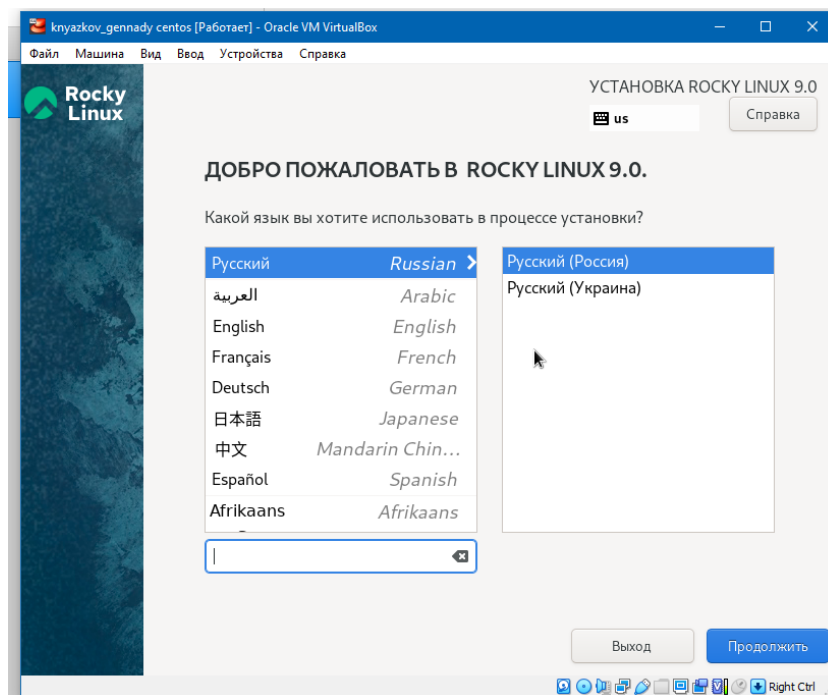 knyazkov_gennady centos [Работает] - Oracle VM VirtualBox
Файл Машина Вид Ввод Устройства Справка
Rocky
Linux
УСТАНОВКА ROCKY LINUX 9.0
us
Справка
ДОБРО ПОЖАЛОВАТЬ В ROCKY LINUX 9.0.
Какой язык вы хотите использовать в процессе установки?
Русский Russian
العربية Arabic
English English
Français French
Deutsch German
日本語 Japanese
中文 Mandarin Chin...
Español Spanish
Afrikaans Afrikaans
Русский (Россия)
Русский (Украина)
Выход
Продолжить
Right Ctrl